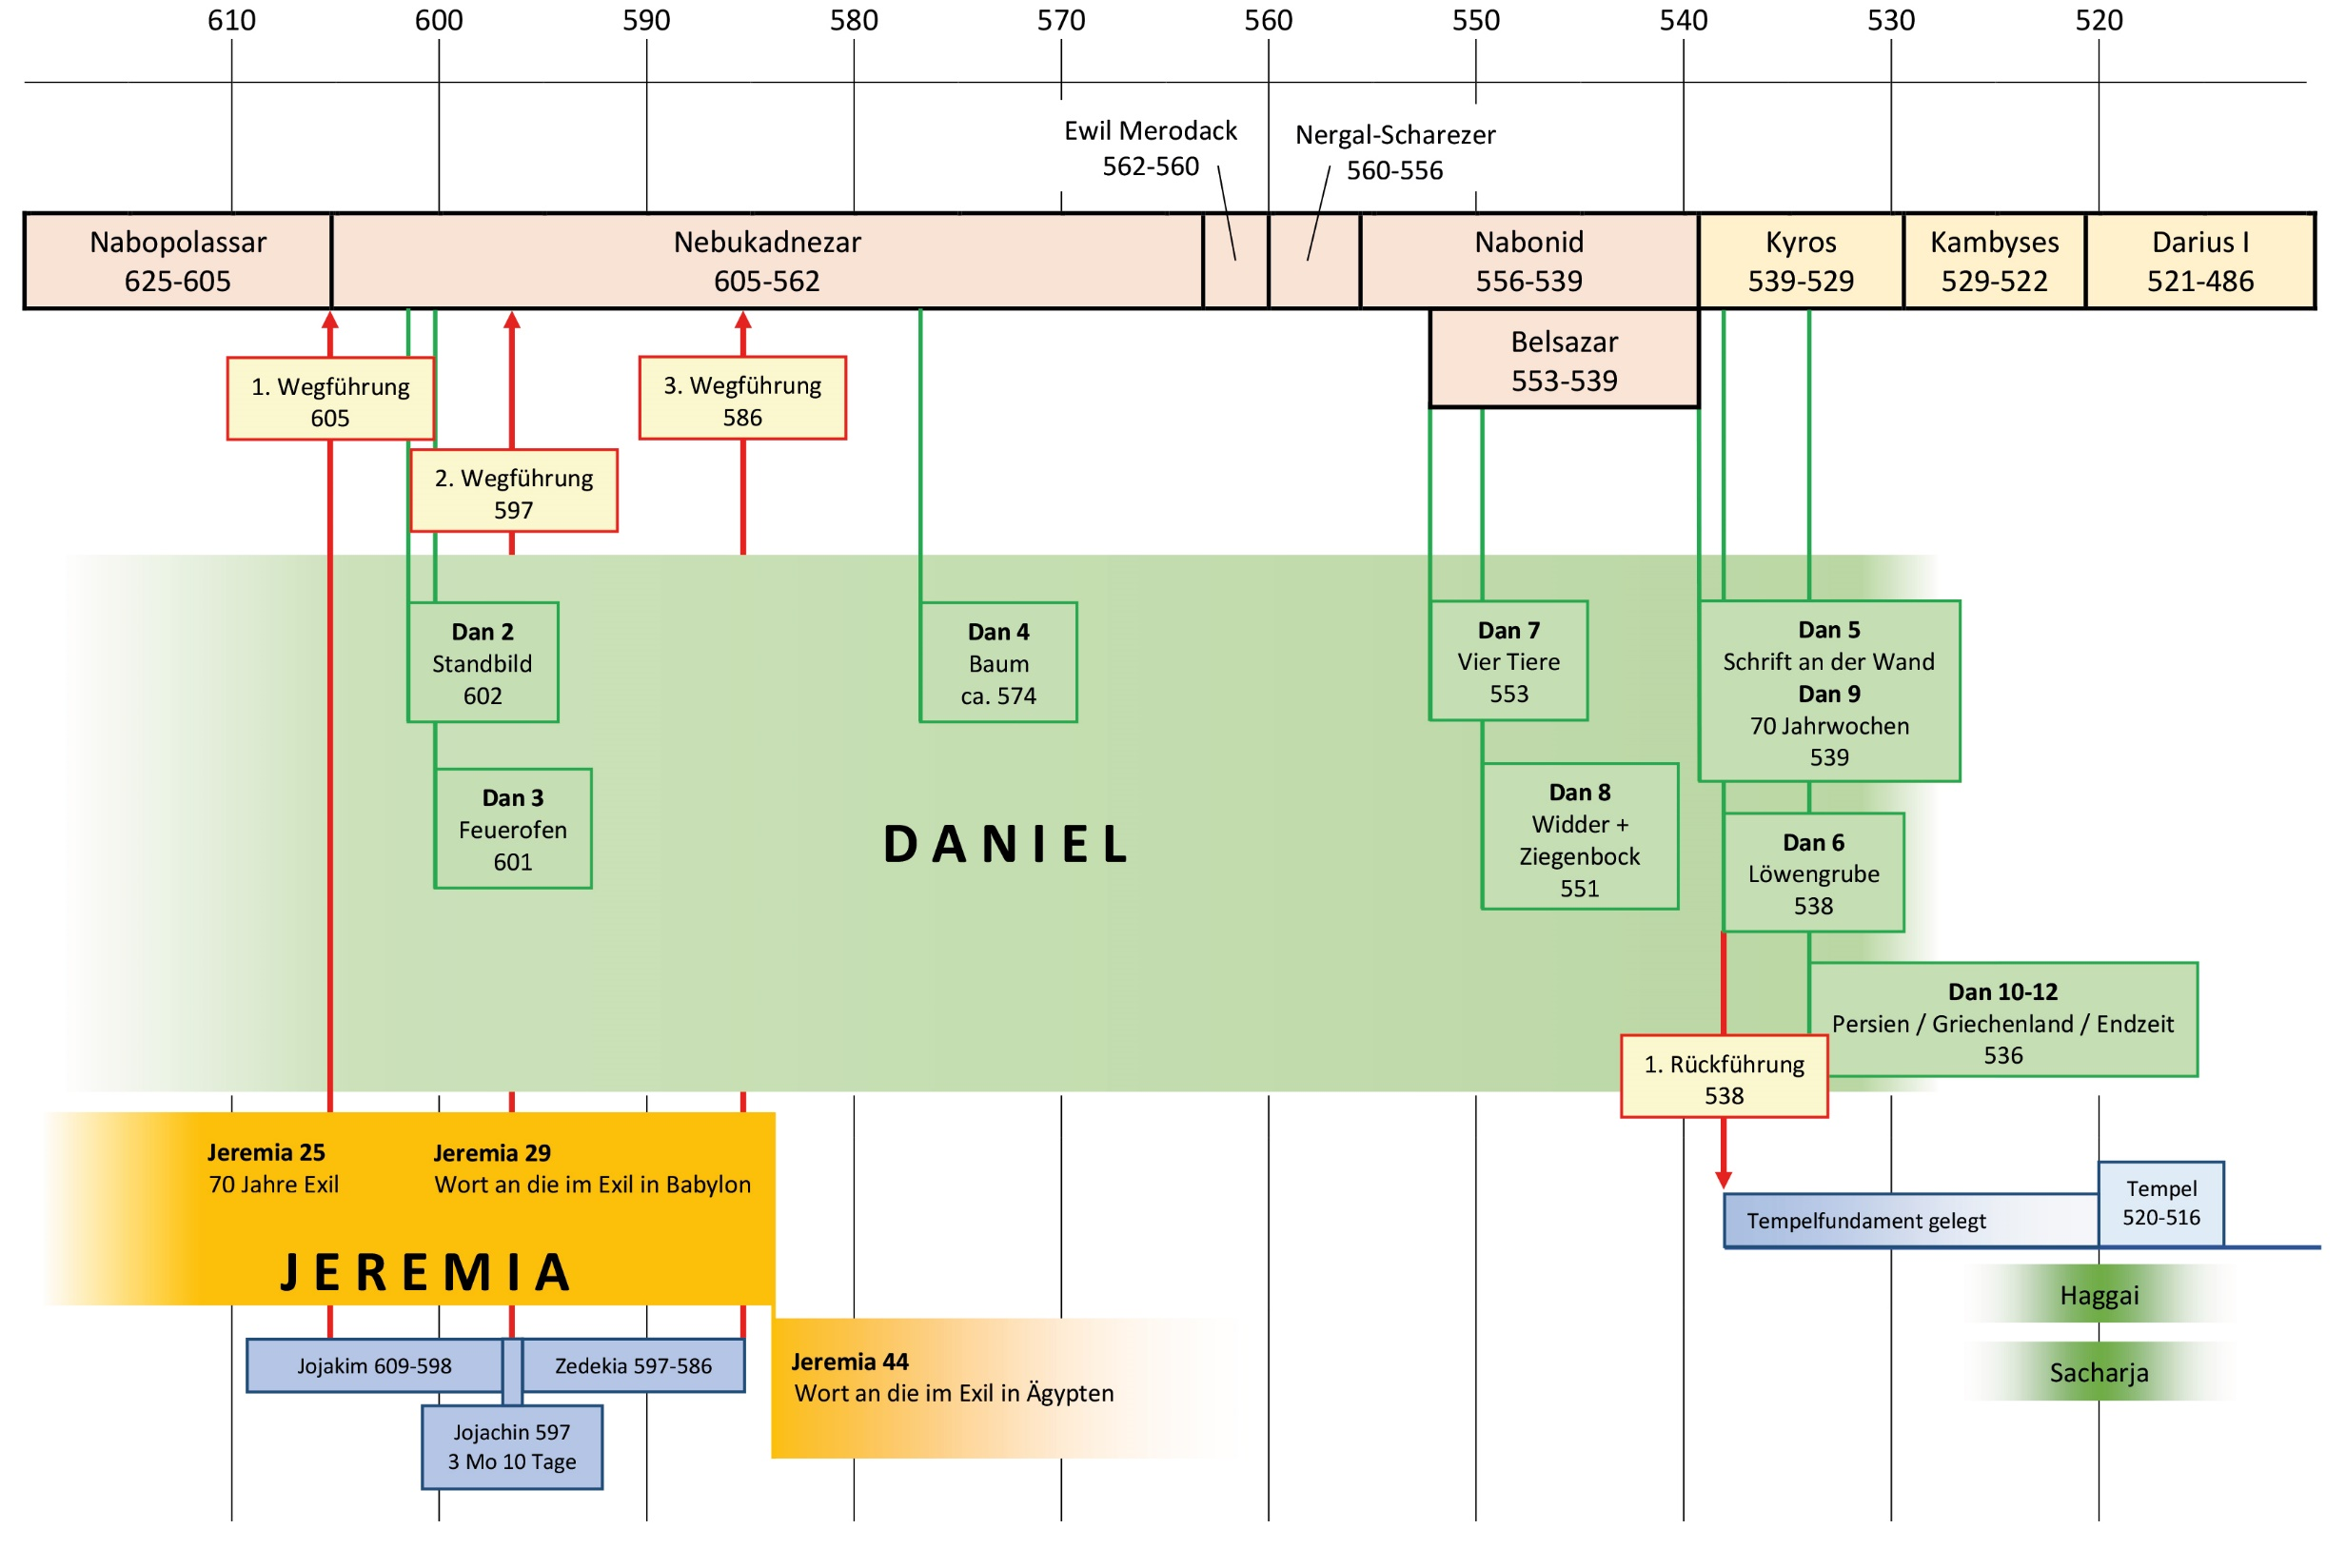 610 600 590 580 570 560 550 540 530 520
Ewil Merodack
562-560
Nergal-Scharezer
560-556
Nabopolassar
625-605
Nebukadnezar
605-562
Nabonid
556-539
Kyros
539-529
Kambyses
529-522
Darius I
521-486
Belsazar
553-539
1. Wegführung
605
2. Wegführung
597
3. Wegführung
586
Dan 2
Standbild
602
Dan 3
Feuerofen
601
Dan 4
Baum
ca. 574
Dan 7
Vier Tiere
553
Dan 8
Widder +
Ziegenbock
551
Dan 5
Schrift an der Wand
Dan 9
70 Jahrwochen
539
Dan 6
Löwengrube
538
Dan 10-12
Persien / Griechenland / Endzeit
536
DANIEL
1. Rückführung
538
Jeremia 25
70 Jahre Exil
Jeremia 29
Wort an die im Exil in Babylon
JEREMIA
Tempelfundament gelegt
Tempel
520-516
Haggai
Sacharja
Jojakim 609-598
Zedekia 597-586
Jojachin 597
3 Mo 10 Tage
Jeremia 44
Wort an die im Exil in Ägypten